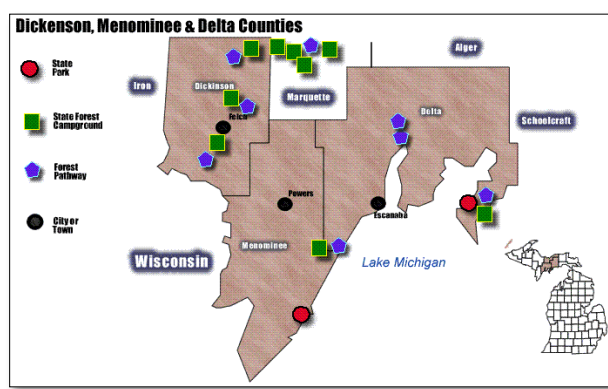 Dickenson, Menominee & Delta Counties
State
Park
State Forest
Campground
Forest
Pathway
City or
Town
Iron
Dickinson
Felch
Marquette
Alger
Delta
Schoolcraft
Powers
Escanaba
Menominee
Wisconsin
Lake Michigan